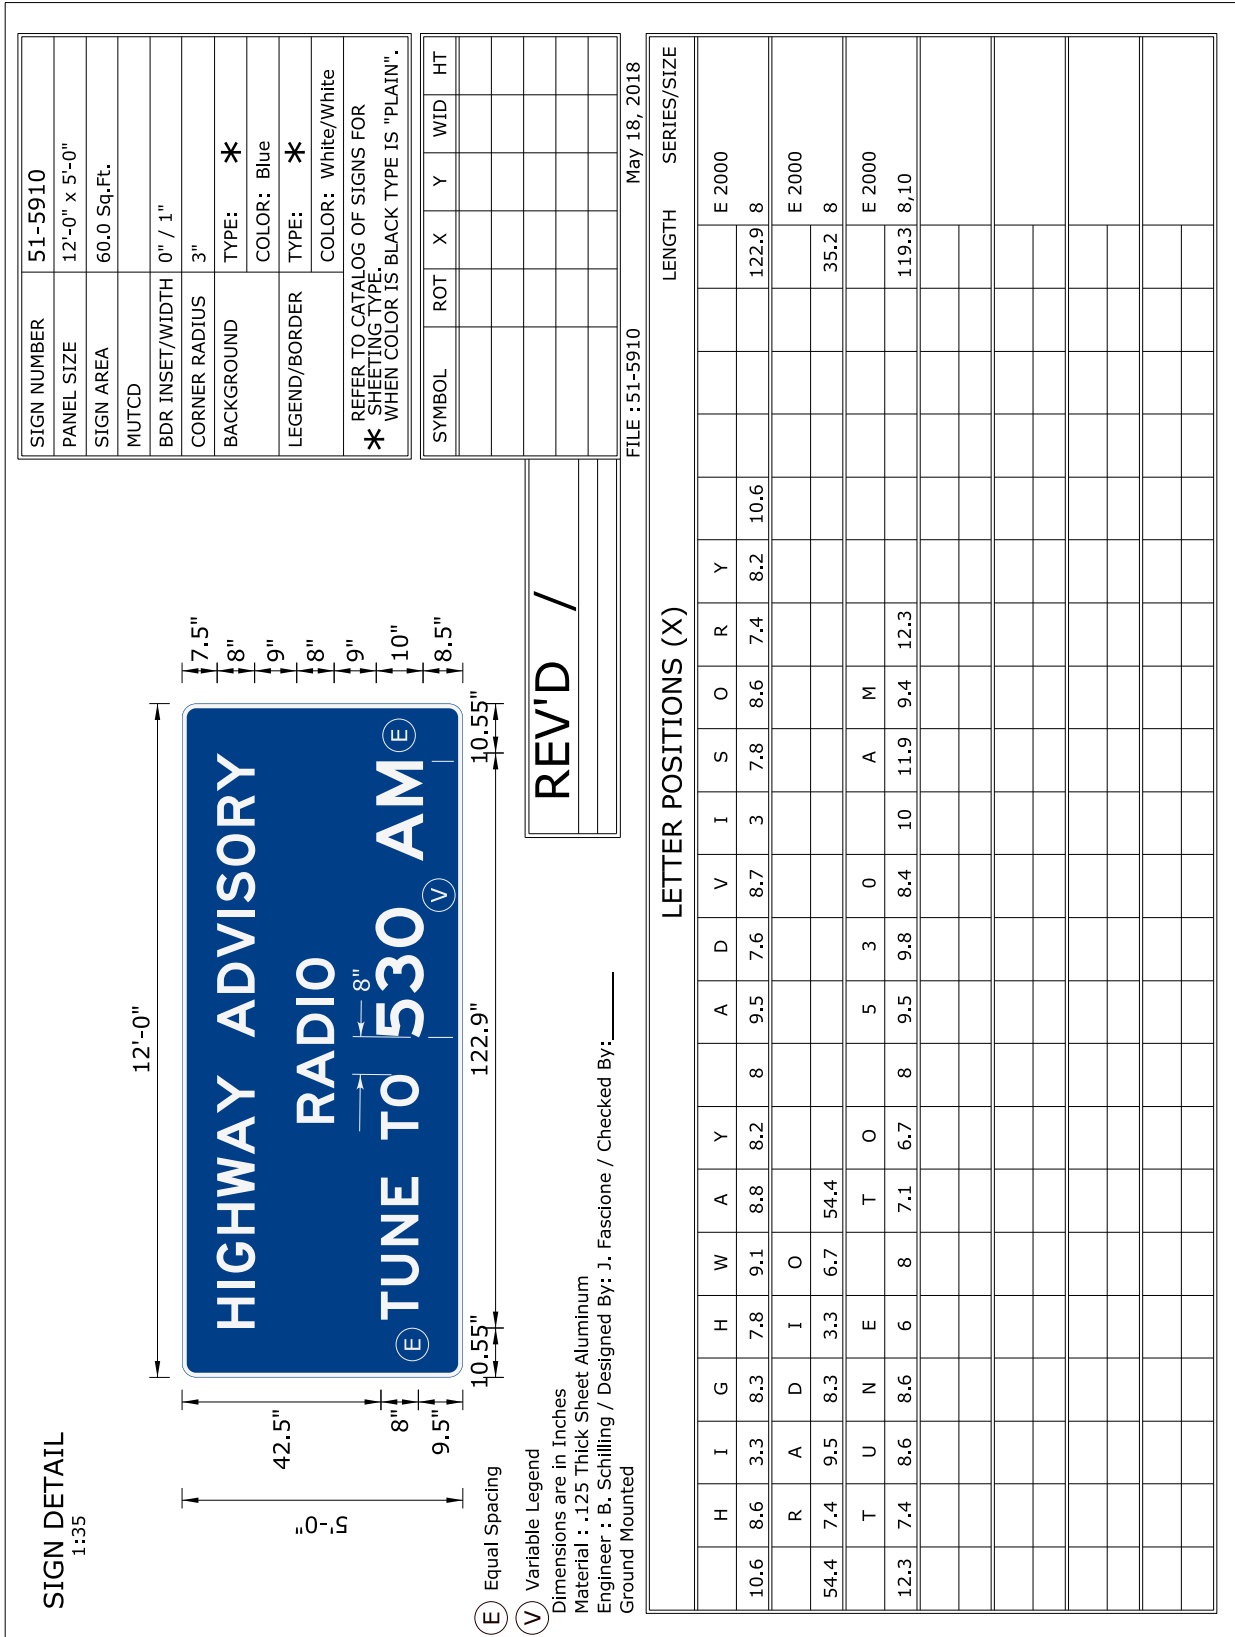 SIGN DETAIL
1:35
12'-0"
5'-0"
42.5"
8"
9.5"
HIGHWAY ADVISORY
RADIO
8"
TUNE TO 530 AM
E
V
E
7.5"
8"
9"
8"
9"
10"
8.5"
10.55"
122.9"
10.55"
E Equal Spacing
V Variable Legend
Dimensions are in Inches
Material : .125 Thick Sheet Aluminum
Engineer : B. Schilling / Designed By: J. Fascione / Checked By:
Ground Mounted
REV'D /
SIGN NUMBER 51-5910
PANEL SIZE 12'-0" x 5'-0"
SIGN AREA 60.0 Sq.Ft.
MUTCD
BDR INSET/WIDTH 0" / 1"
CORNER RADIUS 3"
BACKGROUND TYPE: *
COLOR: Blue
LEGEND/BORDER TYPE: *
COLOR: White/White
* REFER TO CATALOG OF SIGNS FOR
SHEETING TYPE.
WHEN COLOR IS BLACK TYPE IS "PLAIN".
SYMBOL ROT X Y WID HT
FILE : 51-5910 May 18, 2018
LETTER POSITIONS (X)
LENGTH SERIES/SIZE
H I G H W A Y A D V I S O R Y E 2000
10.6 8.6 3.3 8.3 7.8 9.1 8.8 8.2 8 9.5 7.6 8.7 3 7.8 8.6 7.4 8.2 10.6 122.9 8
R A D I O E 2000
54.4 7.4 9.5 8.3 3.3 6.7 54.4 35.2 8
T U N E T O 5 3 0 A M E 2000
12.3 7.4 8.6 8.6 6 8 7.1 6.7 8 9.5 9.8 8.4 10 11.9 9.4 12.3 119.3 8,10